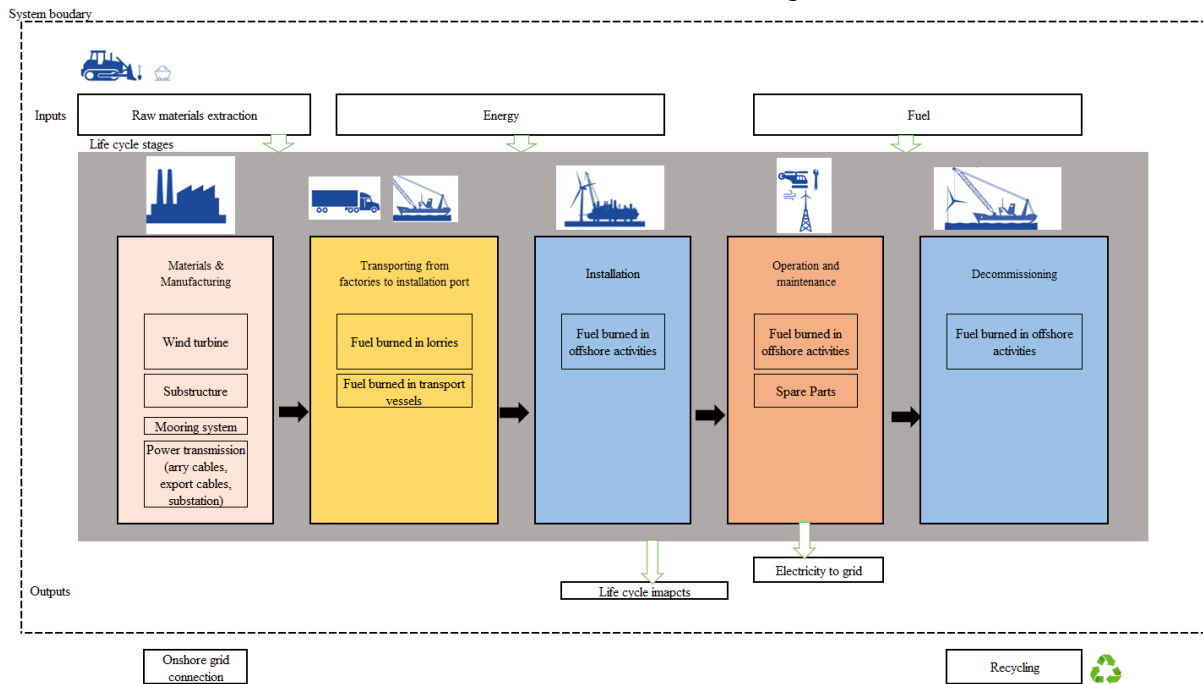 System boudary
Inputs
Raw materials extraction
Energy
Fuel
Life cycle stages
Materials &
Manufacturing
Wind turbine
Substructure
Mooring system
Power transmission
(arry cables,
export cables,
substation)
Transporting from
factories to installation port
Fuel burned in lorries
Fuel burned in transport
vessels
Installation
Fuel burned in
offshore activities
Operation and
maintenance
Fuel burned in
offshore activities
Spare Parts
Decommissioning
Fuel burned in offshore
activities
Outputs
Life cycle imapcts
Electricity to grid
Onshore grid
connection
Recycling